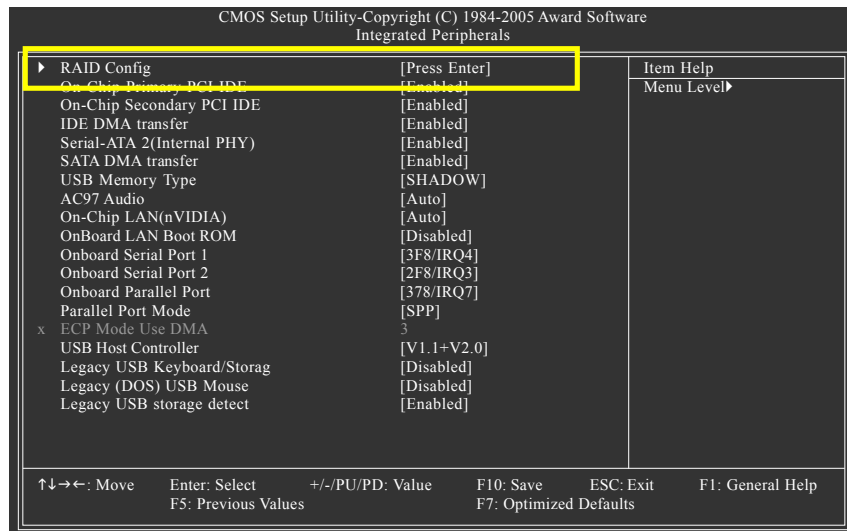 CMOS Setup Utility-Copyright (C) 1984-2005 Award Software
Integrated Peripherals
▶ RAID Config [Press Enter] Item Help
On-Chip Primary PCI IDE [Enabled] Menu Level▶
On-Chip Secondary PCI IDE [Enabled]
IDE DMA transfer [Enabled]
Serial-ATA 2(Internal PHY) [Enabled]
SATA DMA transfer [Enabled]
USB Memory Type [SHADOW]
AC97 Audio [Auto]
On-Chip LAN(nVIDIA) [Auto]
OnBoard LAN Boot ROM [Disabled]
Onboard Serial Port 1 [3F8/IRQ4]
Onboard Serial Port 2 [2F8/IRQ3]
Onboard Parallel Port [378/IRQ7]
Parallel Port Mode [SPP]
x ECP Mode Use DMA 3
USB Host Controller [V1.1+V2.0]
Legacy USB Keyboard/Storag [Disabled]
Legacy (DOS) USB Mouse [Disabled]
Legacy USB storage detect [Enabled]
↑↓→←: Move Enter: Select +/-/PU/PD: Value F10: Save ESC: Exit F1: General Help
F5: Previous Values F7: Optimized Defaults